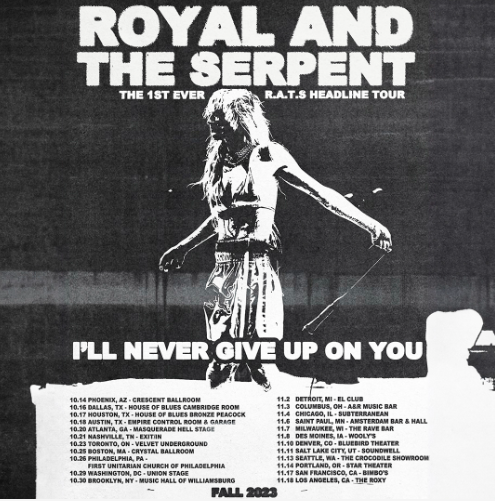 ROYAL AND
THE SERPENT
THE 1ST EVER R.A.T.S HEADLINE TOUR
I'LL NEVER GIVE UP ON YOU
10.14 PHOENIX, AZ - CRESCENT BALLROOM
10.16 DALLAS, TX - HOUSE OF BLUES CAMBRIDGE ROOM
10.17 HOUSTON, TX - HOUSE OF BLUES BRONZE PEACOCK
10.18 AUSTIN, TX - EMPIRE CONTROL ROOM & GARAGE
10.20 ATLANTA, GA - MASQUERADE HELL STAGE
10.21 NASHVILLE, TN - EXIT/IN
10.23 TORONTO, ON - VELVET UNDERGROUND
10.25 BOSTON, MA - CRYSTAL BALLROOM
10.26 PHILADELPHIA, PA -
FIRST UNITARIAN CHURCH OF PHILADELPHIA
10.29 WASHINGTON, DC - UNION STAGE
10.30 BROOKLYN, NY - MUSIC HALL OF WILLIAMSBURG
11.2 DETROIT, MI - EL CLUB
11.3 COLUMBUS, OH - A&R MUSIC BAR
11.4 CHICAGO, IL - SUBTERRANEAN
11.6 SAINT PAUL, MN - AMSTERDAM BAR & HALL
11.7 MILWAUKEE, WI - THE RAVE BAR
11.8 DES MOINES, IA - WOOLY'S
11.10 DENVER, CO - BLUEBIRD THEATER
11.11 SALT LAKE CITY, UT - SOUNDWELL
11.13 SEATTLE, WA - THE CROCODILE SHOWROOM
11.14 PORTLAND, OR - STAR THEATER
11.17 SAN FRANCISCO, CA - BIMBO'S
11.18 LOS ANGELES, CA - THE ROXY
FALL 2023